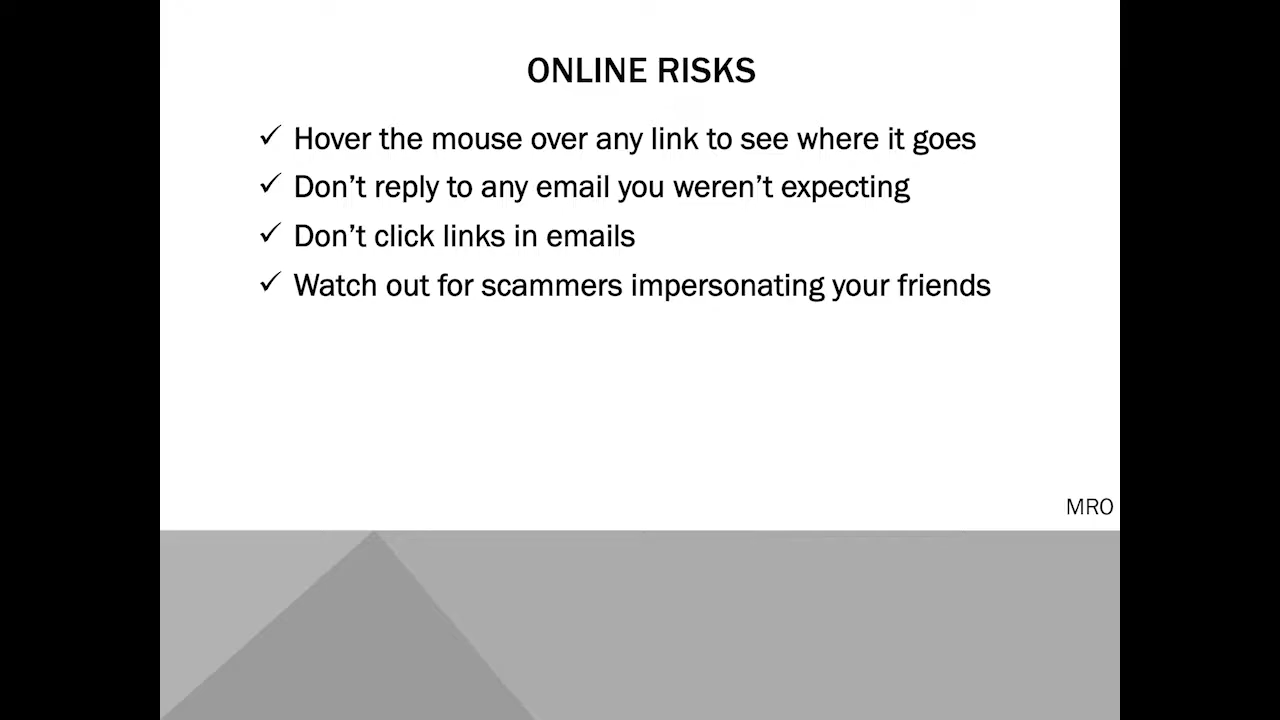 ONLINE RISKS
✓ Hover the mouse over any link to see where it goes
✓ Don’t reply to any email you weren’t expecting
✓ Don’t click links in emails
✓ Watch out for scammers impersonating your friends
MRO